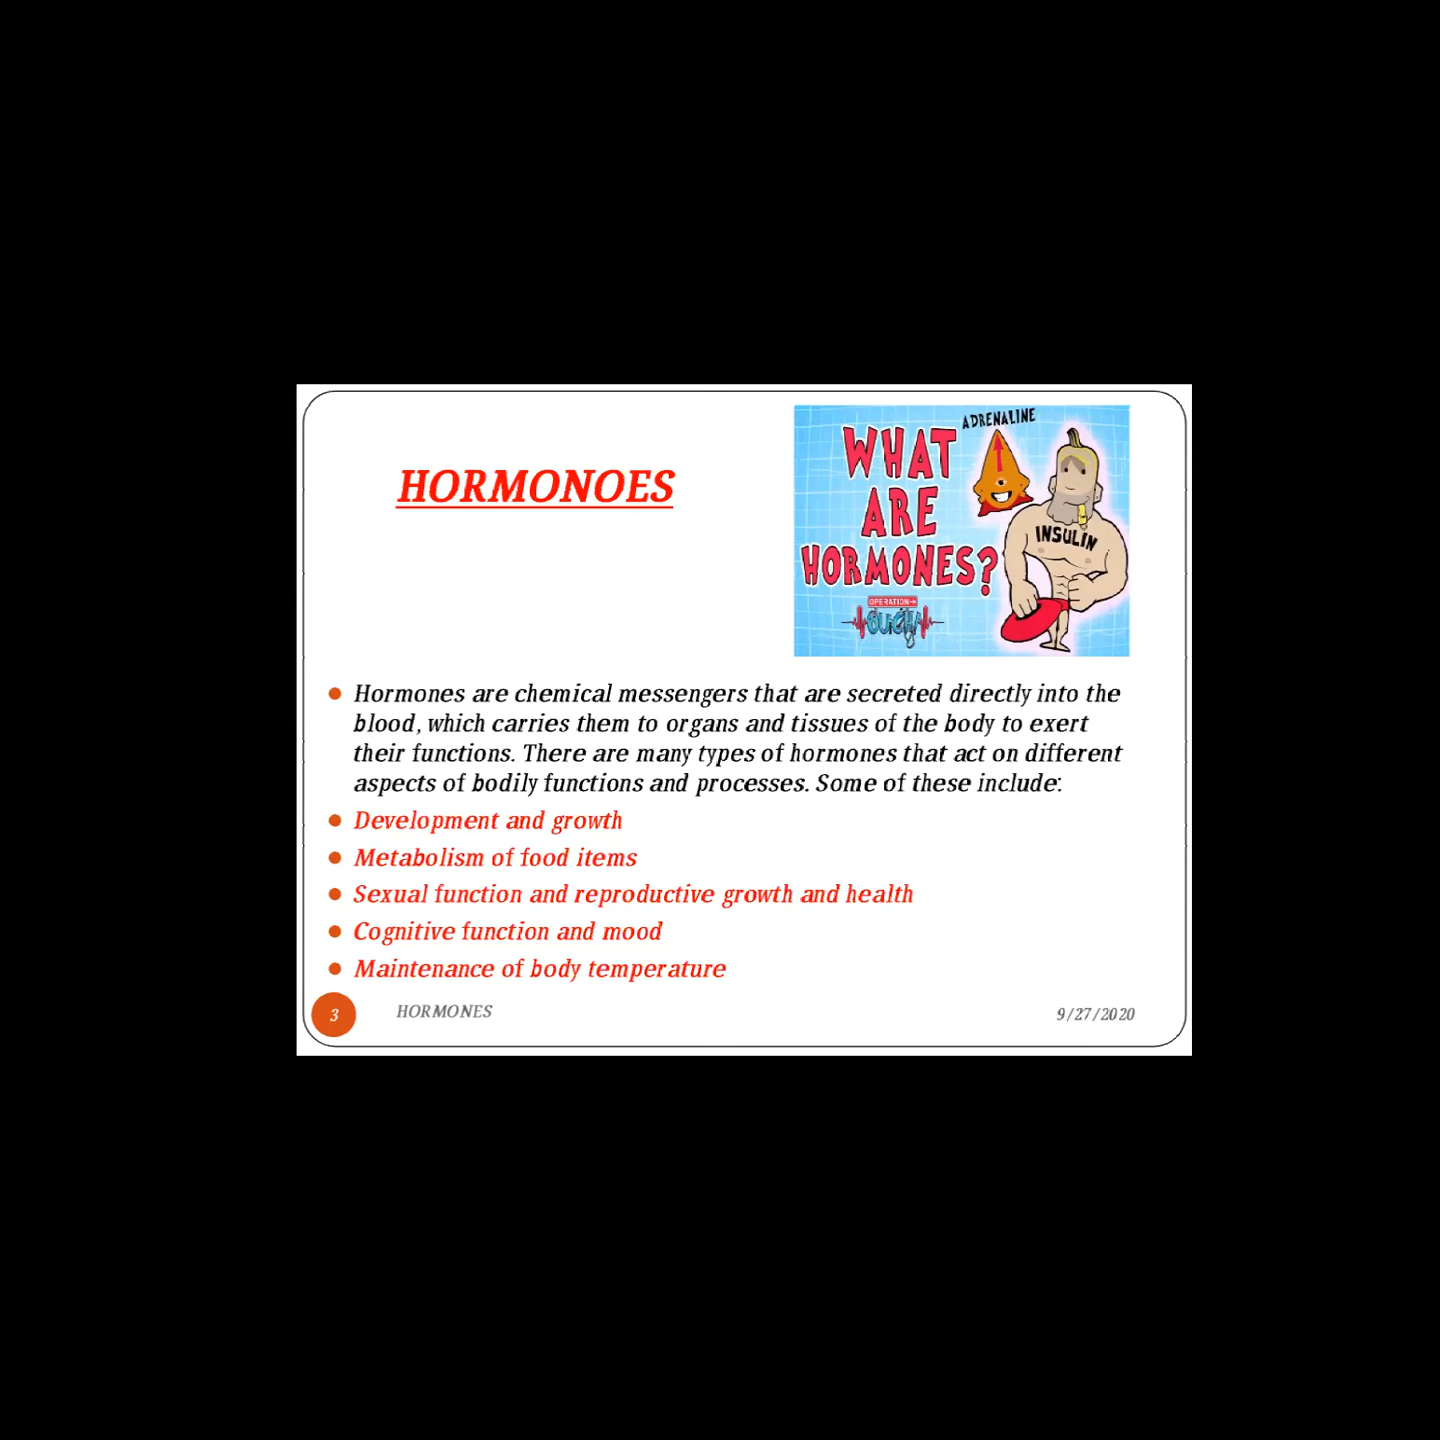 HORMONOES
ADRENALINE
WHAT
ARE
HORMONES?
INSULIN
OPERATION
OUCH!
Hormones are chemical messengers that are secreted directly into the
blood, which carries them to organs and tissues of the body to exert
their functions. There are many types of hormones that act on different
aspects of bodily functions and processes. Some of these include:
Development and growth
Metabolism of food items
Sexual function and reproductive growth and health
Cognitive function and mood
Maintenance of body temperature
3
HORMONES
9/27/2020